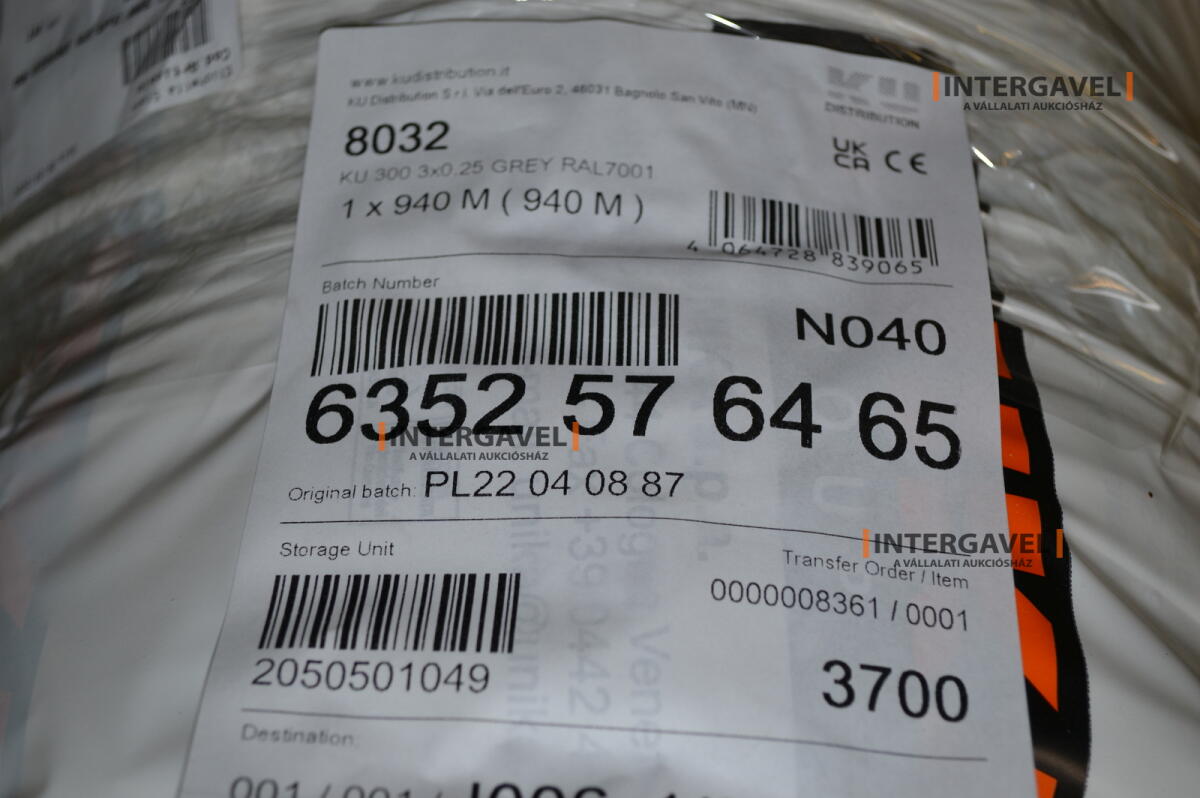 www.kudistribution.it
KU Distribution S.r.l. Via dell'Euro 2, 46031 Bagnolo San Vito (MN)
KU
DISTRIBUTION
8032
UK
CA CE
KU 300 3x0.25 GREY RAL7001
1 x 940 M ( 940 M )
4 064728 839065
Batch Number
N040
6352 57 64 65
Original batch: PL22 04 08 87
Storage Unit
Transfer Order / Item
0000008361 / 0001
2050501049
3700
Destination:
001 / 001 /
INTERGAVEL
A VÁLLALATI AUKCIÓSHÁZ
INTERGAVEL
A VÁLLALATI AUKCIÓSHÁZ
INTERGAVEL
A VÁLLALATI AUKCIÓSHÁZ